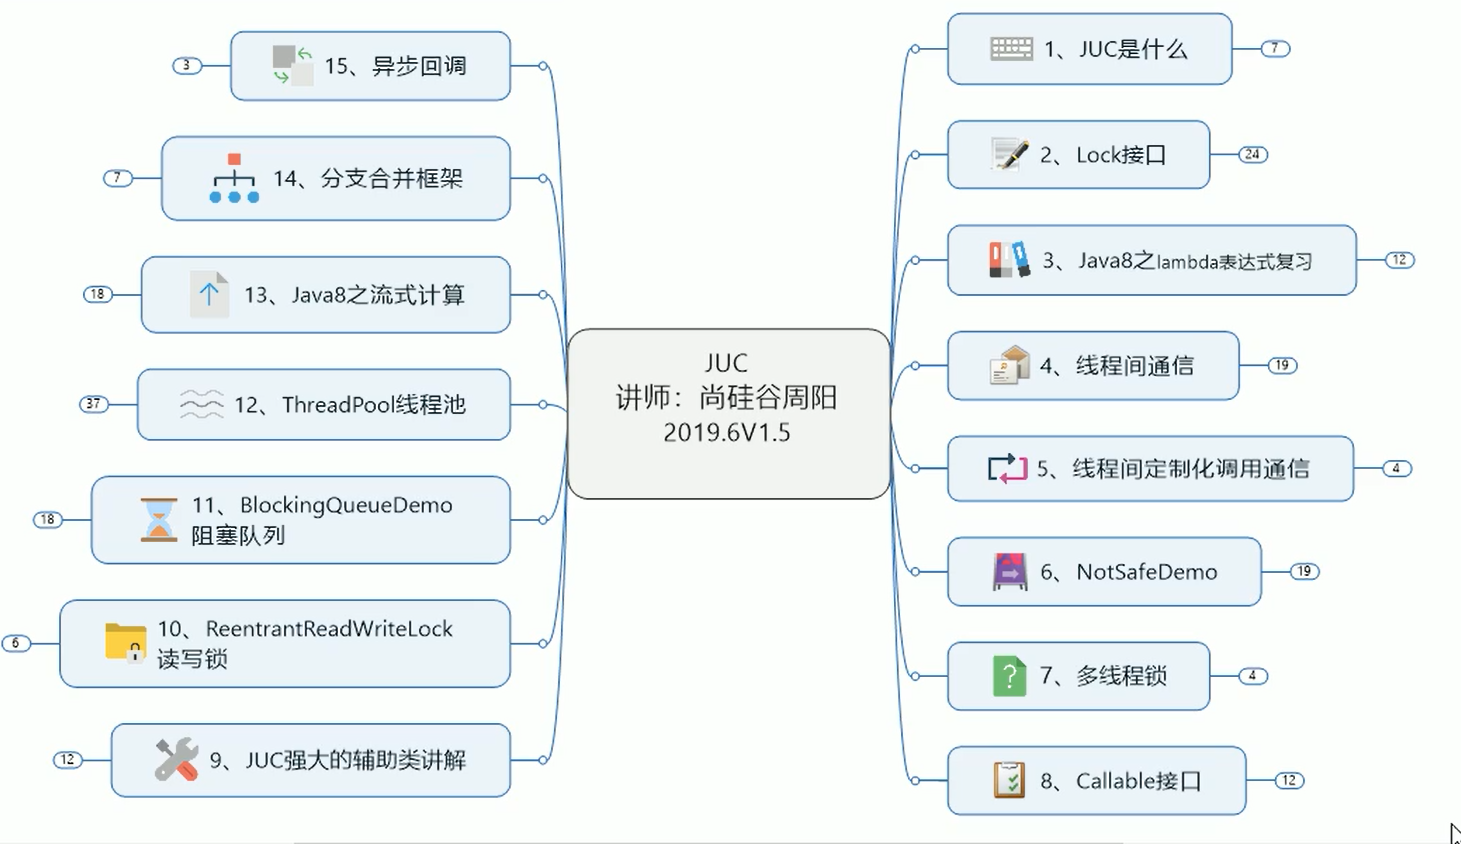 JUC
讲师：尚硅谷周阳
2019.6V1.5
1、JUC是什么
7
2、Lock接口
24
3、Java8之lambda表达式复习
12
4、线程间通信
19
5、线程间定制化调用通信
4
6、NotSafeDemo
19
7、多线程锁
4
8、Callable接口
12
9、JUC强大的辅助类讲解
12
10、ReentrantReadWriteLock
读写锁
6
11、BlockingQueueDemo
阻塞队列
18
12、ThreadPool线程池
37
13、Java8之流式计算
18
14、分支合并框架
7
15、异步回调
3